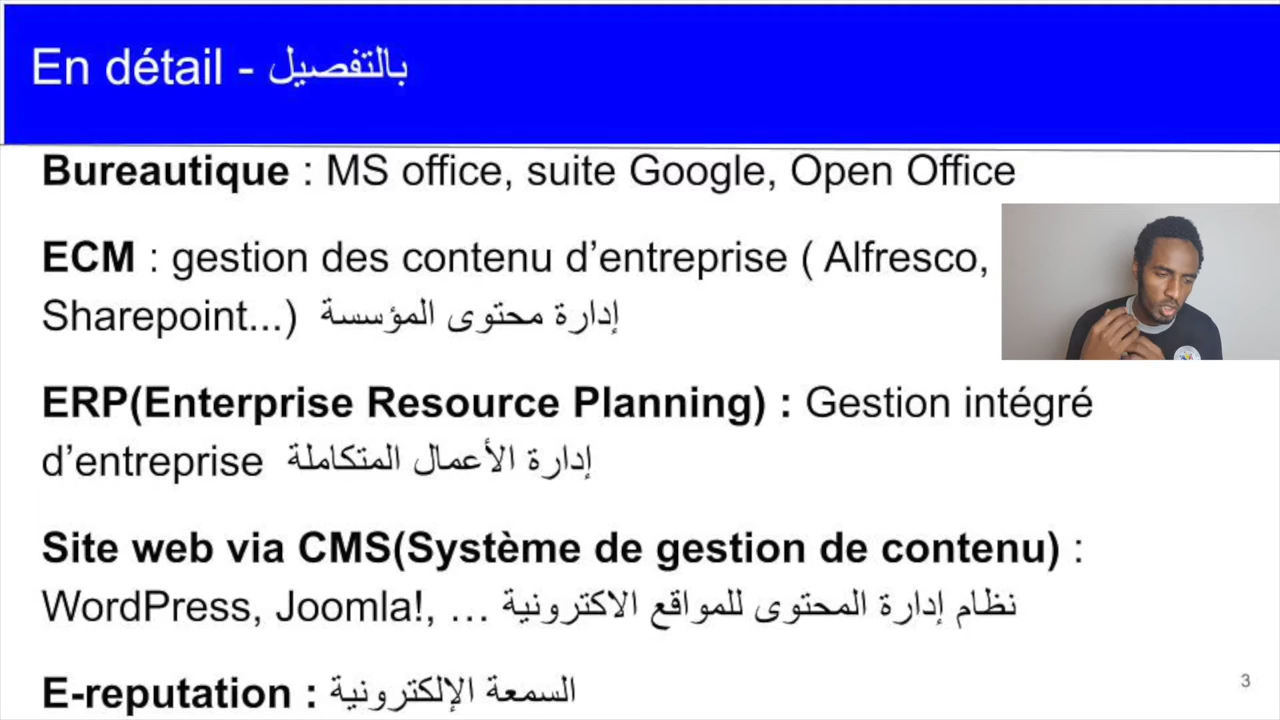 En détail - بالتفصيل
Bureautique : MS office, suite Google, Open Office
ECM : gestion des contenu d’entreprise ( Alfresco,
Sharepoint...) إدارة محتوى المؤسسة
ERP(Enterprise Resource Planning) : Gestion intégré
d’entreprise إدارة الأعمال المتكاملة
Site web via CMS(Système de gestion de contenu) :
WordPress, Joomla!, … نظام إدارة المحتوى للمواقع الاكترونية
E-reputation : السمعة الإلكترونية
3